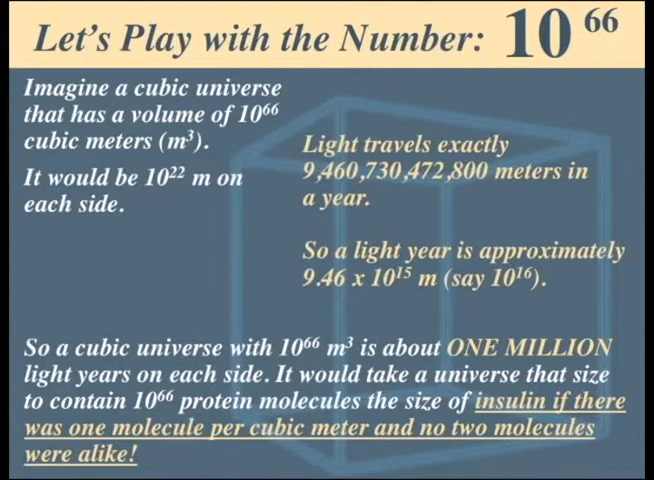 Let's Play with the Number: 10⁶⁶
Imagine a cubic universe
that has a volume of 10⁶⁶
cubic meters (m³).
It would be 10²² m on
each side.
Light travels exactly
9,460,730,472,800 meters in
a year.
So a light year is approximately
9.46 x 10¹⁵ m (say 10¹⁶).
So a cubic universe with 10⁶⁶ m³ is about ONE MILLION
light years on each side. It would take a universe that size
to contain 10⁶⁶ protein molecules the size of insulin if there
was one molecule per cubic meter and no two molecules
were alike!